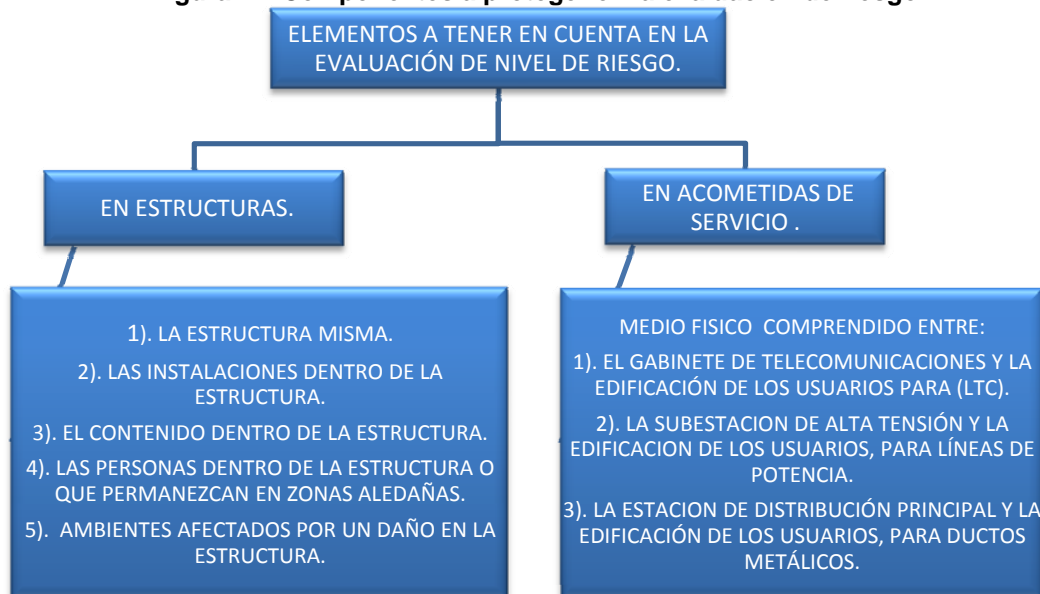 ELEMENTOS A TENER EN CUENTA EN LA
EVALUACIÓN DE NIVEL DE RIESGO.
EN ESTRUCTURAS.
EN ACOMETIDAS DE
SERVICIO .
1). LA ESTRUCTURA MISMA.
2). LAS INSTALACIONES DENTRO DE LA
ESTRUCTURA.
3). EL CONTENIDO DENTRO DE LA ESTRUCTURA.
4). LAS PERSONAS DENTRO DE LA ESTRUCTURA O
QUE PERMANEZCAN EN ZONAS ALEDAÑAS.
5). AMBIENTES AFECTADOS POR UN DAÑO EN LA
ESTRUCTURA.
MEDIO FISICO COMPRENDIDO ENTRE:
1). EL GABINETE DE TELECOMUNICACIONES Y LA
EDIFICACIÓN DE LOS USUARIOS PARA (LTC).
2). LA SUBESTACION DE ALTA TENSIÓN Y LA
EDIFICACION DE LOS USUARIOS, PARA LÍNEAS DE
POTENCIA.
3). LA ESTACION DE DISTRIBUCIÓN PRINCIPAL Y LA
EDIFICACIÓN DE LOS USUARIOS, PARA DUCTOS
METÁLICOS.